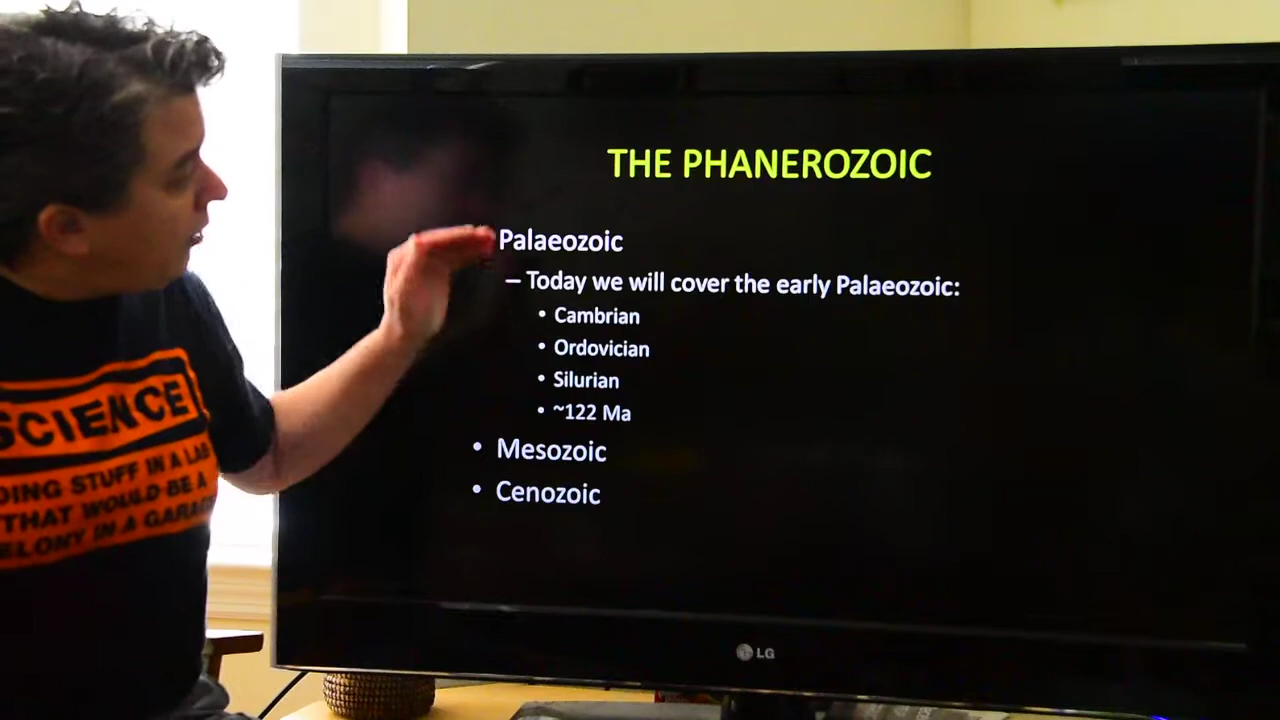 THE PHANEROZOIC
Palaeozoic
– Today we will cover the early Palaeozoic:
• Cambrian
• Ordovician
• Silurian
• ~122 Ma
• Mesozoic
• Cenozoic
SCIENCE
DOING STUFF IN A LAB
THAT WOULD BE A
FELONY IN A GARAGE
LG